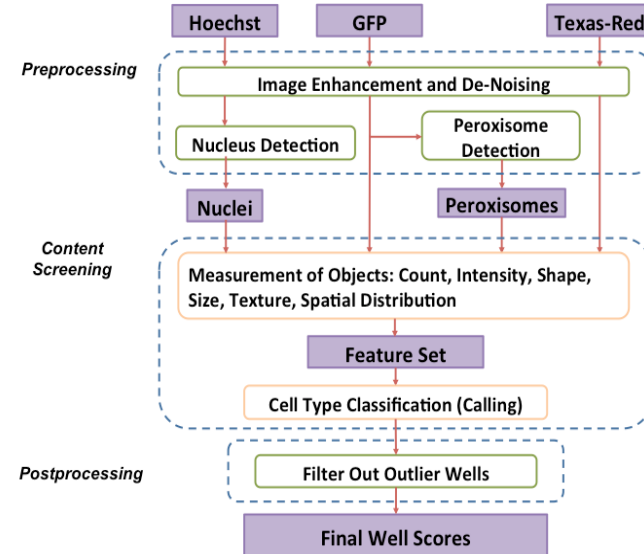 Hoechst
GFP
Texas-Red
Preprocessing
Image Enhancement and De-Noising
Nucleus Detection
Peroxisome
Detection
Nuclei
Peroxisomes
Content
Screening
Measurement of Objects: Count, Intensity, Shape,
Size, Texture, Spatial Distribution
Feature Set
Cell Type Classification (Calling)
Postprocessing
Filter Out Outlier Wells
Final Well Scores